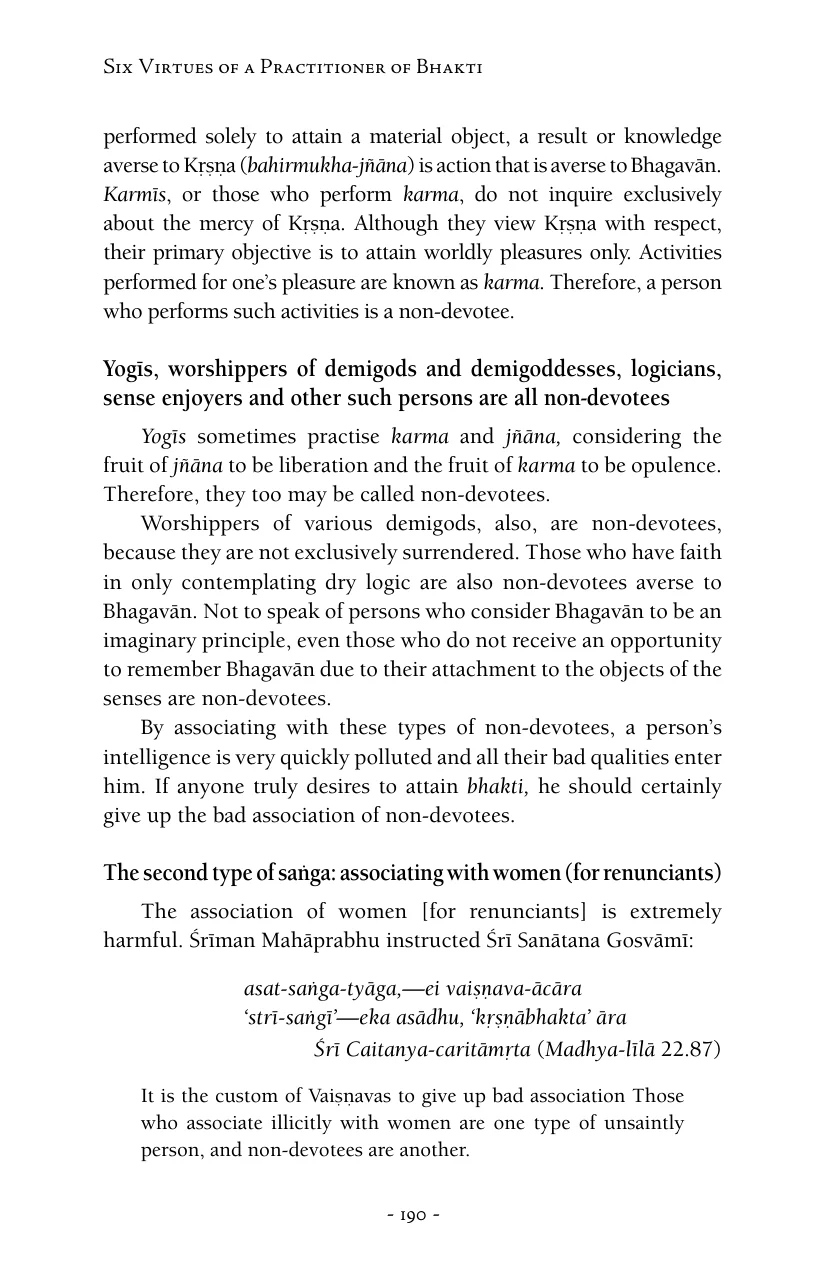 Six Virtues of a Practitioner of Bhakti
performed solely to attain a material object, a result or knowledge
averse to Kṛṣṇa (bahirmukha-jñāna) is action that is averse to Bhagavān.
Karmīs, or those who perform karma, do not inquire exclusively
about the mercy of Kṛṣṇa. Although they view Kṛṣṇa with respect,
their primary objective is to attain worldly pleasures only. Activities
performed for one’s pleasure are known as karma. Therefore, a person
who performs such activities is a non-devotee.
Yogīs, worshippers of demigods and demigoddesses, logicians,
sense enjoyers and other such persons are all non-devotees
Yogīs sometimes practise karma and jñāna, considering the
fruit of jñāna to be liberation and the fruit of karma to be opulence.
Therefore, they too may be called non-devotees.
Worshippers of various demigods, also, are non-devotees,
because they are not exclusively surrendered. Those who have faith
in only contemplating dry logic are also non-devotees averse to
Bhagavān. Not to speak of persons who consider Bhagavān to be an
imaginary principle, even those who do not receive an opportunity
to remember Bhagavān due to their attachment to the objects of the
senses are non-devotees.
By associating with these types of non-devotees, a person’s
intelligence is very quickly polluted and all their bad qualities enter
him. If anyone truly desires to attain bhakti, he should certainly
give up the bad association of non-devotees.
The second type of saṅga: associating with women (for renunciants)
The association of women [for renunciants] is extremely
harmful. Śrīman Mahāprabhu instructed Śrī Sanātana Gosvāmī:
asat-saṅga-tyāga,—ei vaiṣṇava-ācāra
‘strī-saṅgī’—eka asādhu, ‘kṛṣṇābhakta’ āra
Śrī Caitanya-caritāmṛta (Madhya-līlā 22.87)
It is the custom of Vaiṣṇavas to give up bad association Those
who associate illicitly with women are one type of unsaintly
person, and non-devotees are another.
- 190 -